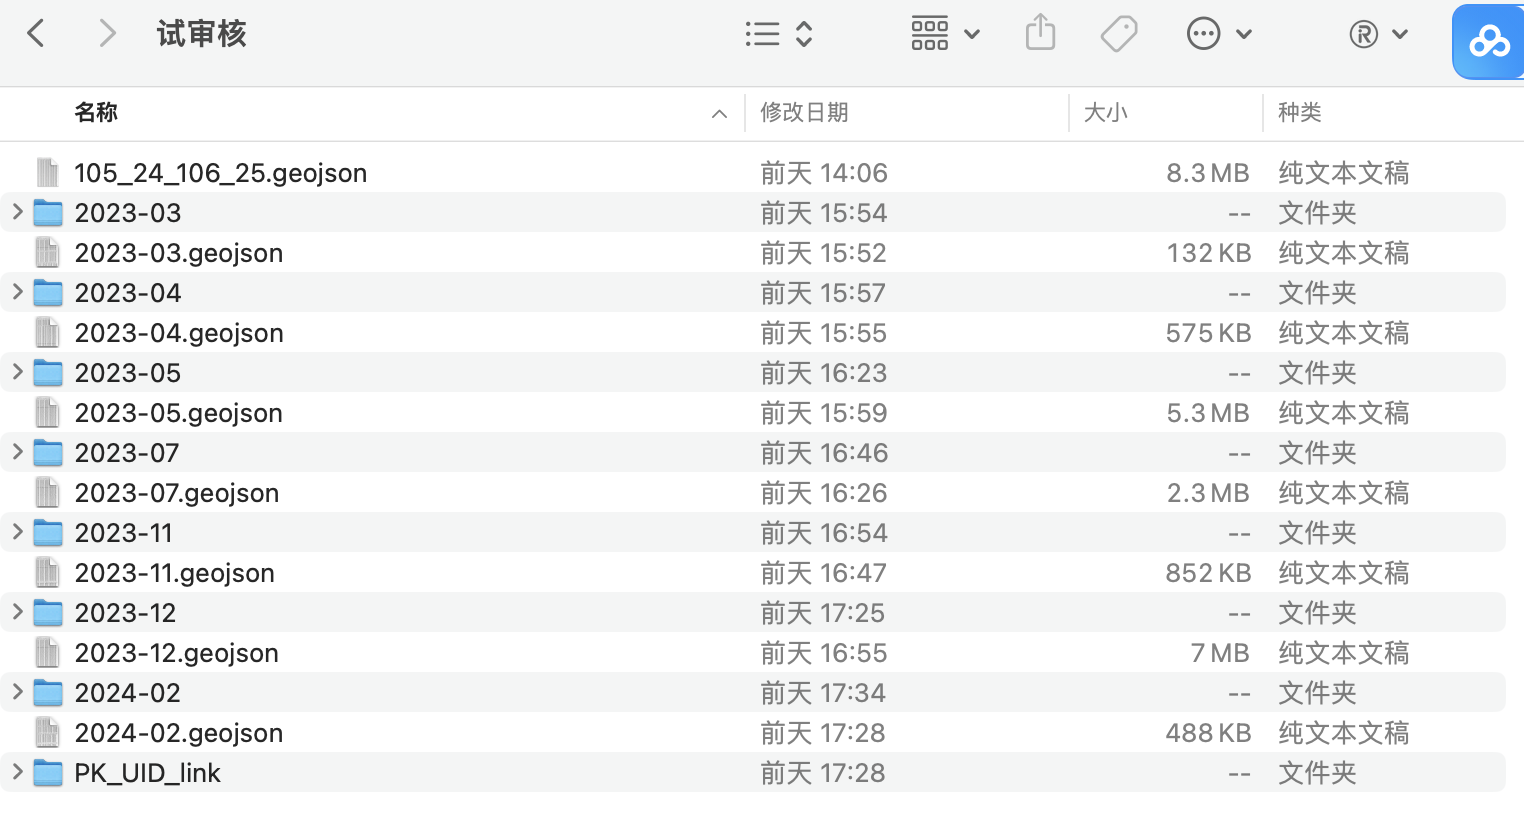 试审核
名称 修改日期 大小 种类
105_24_106_25.geojson 前天 14:06 8.3 MB 纯文本文稿
2023-03 前天 15:54 -- 文件夹
2023-03.geojson 前天 15:52 132 KB 纯文本文稿
2023-04 前天 15:57 -- 文件夹
2023-04.geojson 前天 15:55 575 KB 纯文本文稿
2023-05 前天 16:23 -- 文件夹
2023-05.geojson 前天 15:59 5.3 MB 纯文本文稿
2023-07 前天 16:46 -- 文件夹
2023-07.geojson 前天 16:26 2.3 MB 纯文本文稿
2023-11 前天 16:54 -- 文件夹
2023-11.geojson 前天 16:47 852 KB 纯文本文稿
2023-12 前天 17:25 -- 文件夹
2023-12.geojson 前天 16:55 7 MB 纯文本文稿
2024-02 前天 17:34 -- 文件夹
2024-02.geojson 前天 17:28 488 KB 纯文本文稿
PK_UID_link 前天 17:28 -- 文件夹